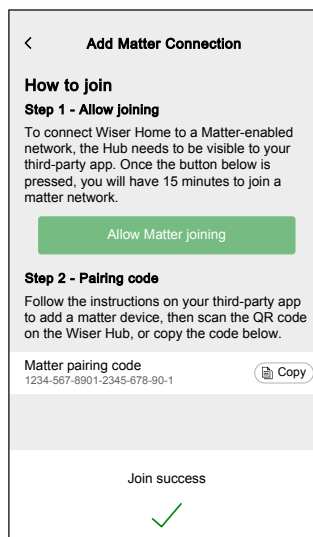 Add Matter Connection
How to join
Step 1 - Allow joining
To connect Wiser Home to a Matter-enabled
network, the Hub needs to be visible to your
third-party app. Once the button below is
pressed, you will have 15 minutes to join a
matter network.
Allow Matter joining
Step 2 - Pairing code
Follow the instructions on your third-party app
to add a matter device, then scan the QR code
on the Wiser Hub, or copy the code below.
Matter pairing code
Copy
1234-567-8901-2345-678-90-1
Join success